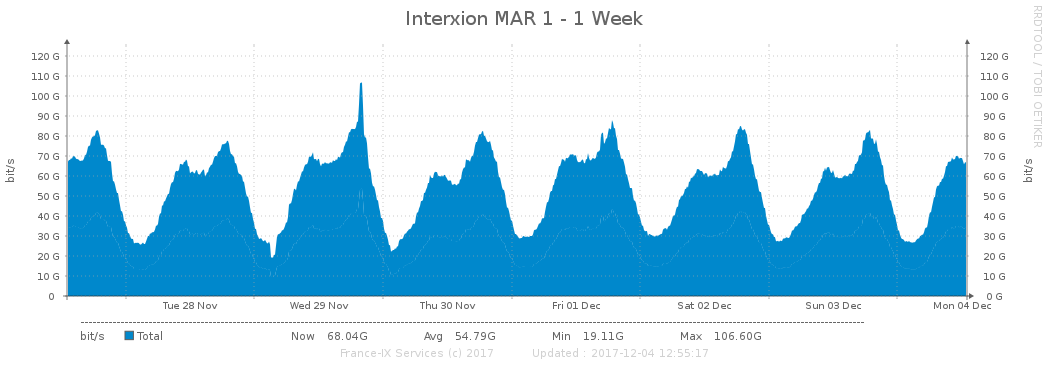 Interxion MAR 1 - 1 Week
RRDTOOL / TOBI OETIKER
bit/s
120 G 120 G
110 G 110 G
100 G 100 G
90 G 90 G
80 G 80 G
70 G 70 G
60 G 60 G
50 G 50 G
40 G 40 G
30 G 30 G
20 G 20 G
10 G 10 G
0 0 G
bit/s
Tue 28 Nov Wed 29 Nov Thu 30 Nov Fri 01 Dec Sat 02 Dec Sun 03 Dec Mon 04 Dec
bit/s Total Now 68.04G Avg 54.79G Min 19.11G Max 106.60G
France-IX Services (c) 2017 Updated : 2017-12-04 12:55:17